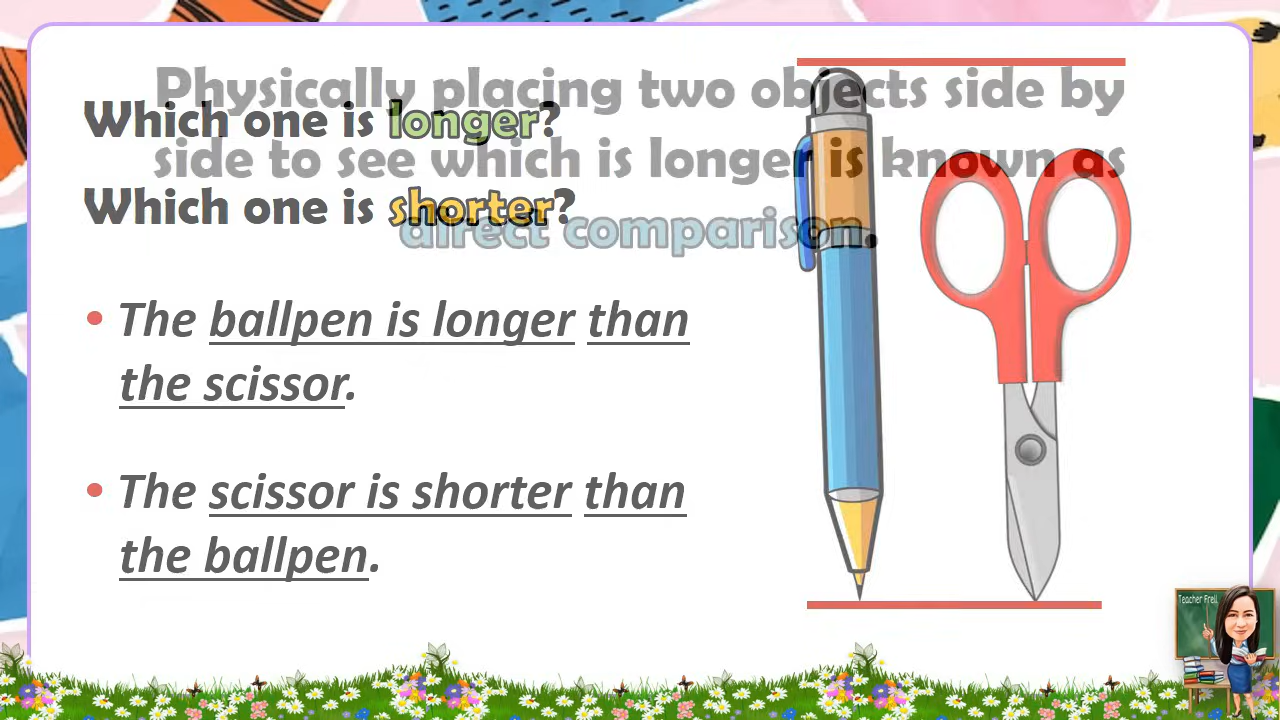 Physically placing two objects side by
side to see which is longer is known as
direct comparison.
Which one is longer?
Which one is shorter?
• The ballpen is longer than
the scissor.
• The scissor is shorter than
the ballpen.
Teacher Frell